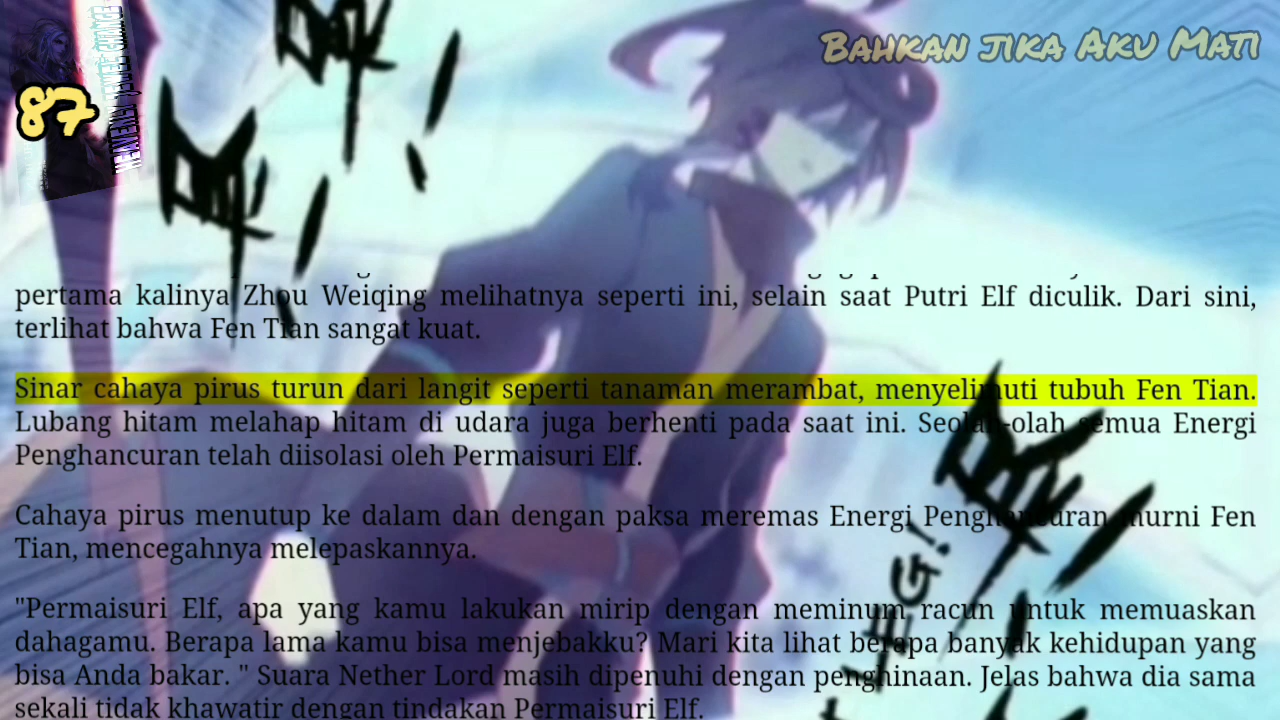 Bahkan jika Aku Mati
87
HEAVENLY JEWEL
pertama kalinya Zhou Weiqing melihatnya seperti ini, selain saat Putri Elf diculik. Dari sini,
terlihat bahwa Fen Tian sangat kuat.
Sinar cahaya pirus turun dari langit seperti tanaman merambat, menyelimuti tubuh Fen Tian.
Lubang hitam melahap hitam di udara juga berhenti pada saat ini. Seolah-olah semua Energi
Penghancuran telah diisolasi oleh Permaisuri Elf.
Cahaya pirus menutup ke dalam dan dengan paksa meremas Energi Penghancuran murni Fen
Tian, mencegahnya melepaskannya.
"Permaisuri Elf, apa yang kamu lakukan mirip dengan meminum racun untuk memuaskan
dahagamu. Berapa lama kamu bisa menjebakku? Mari kita lihat berapa banyak kehidupan yang
bisa Anda bakar. " Suara Nether Lord masih dipenuhi dengan penghinaan. Jelas bahwa dia sama
sekali tidak khawatir dengan tindakan Permaisuri Elf.